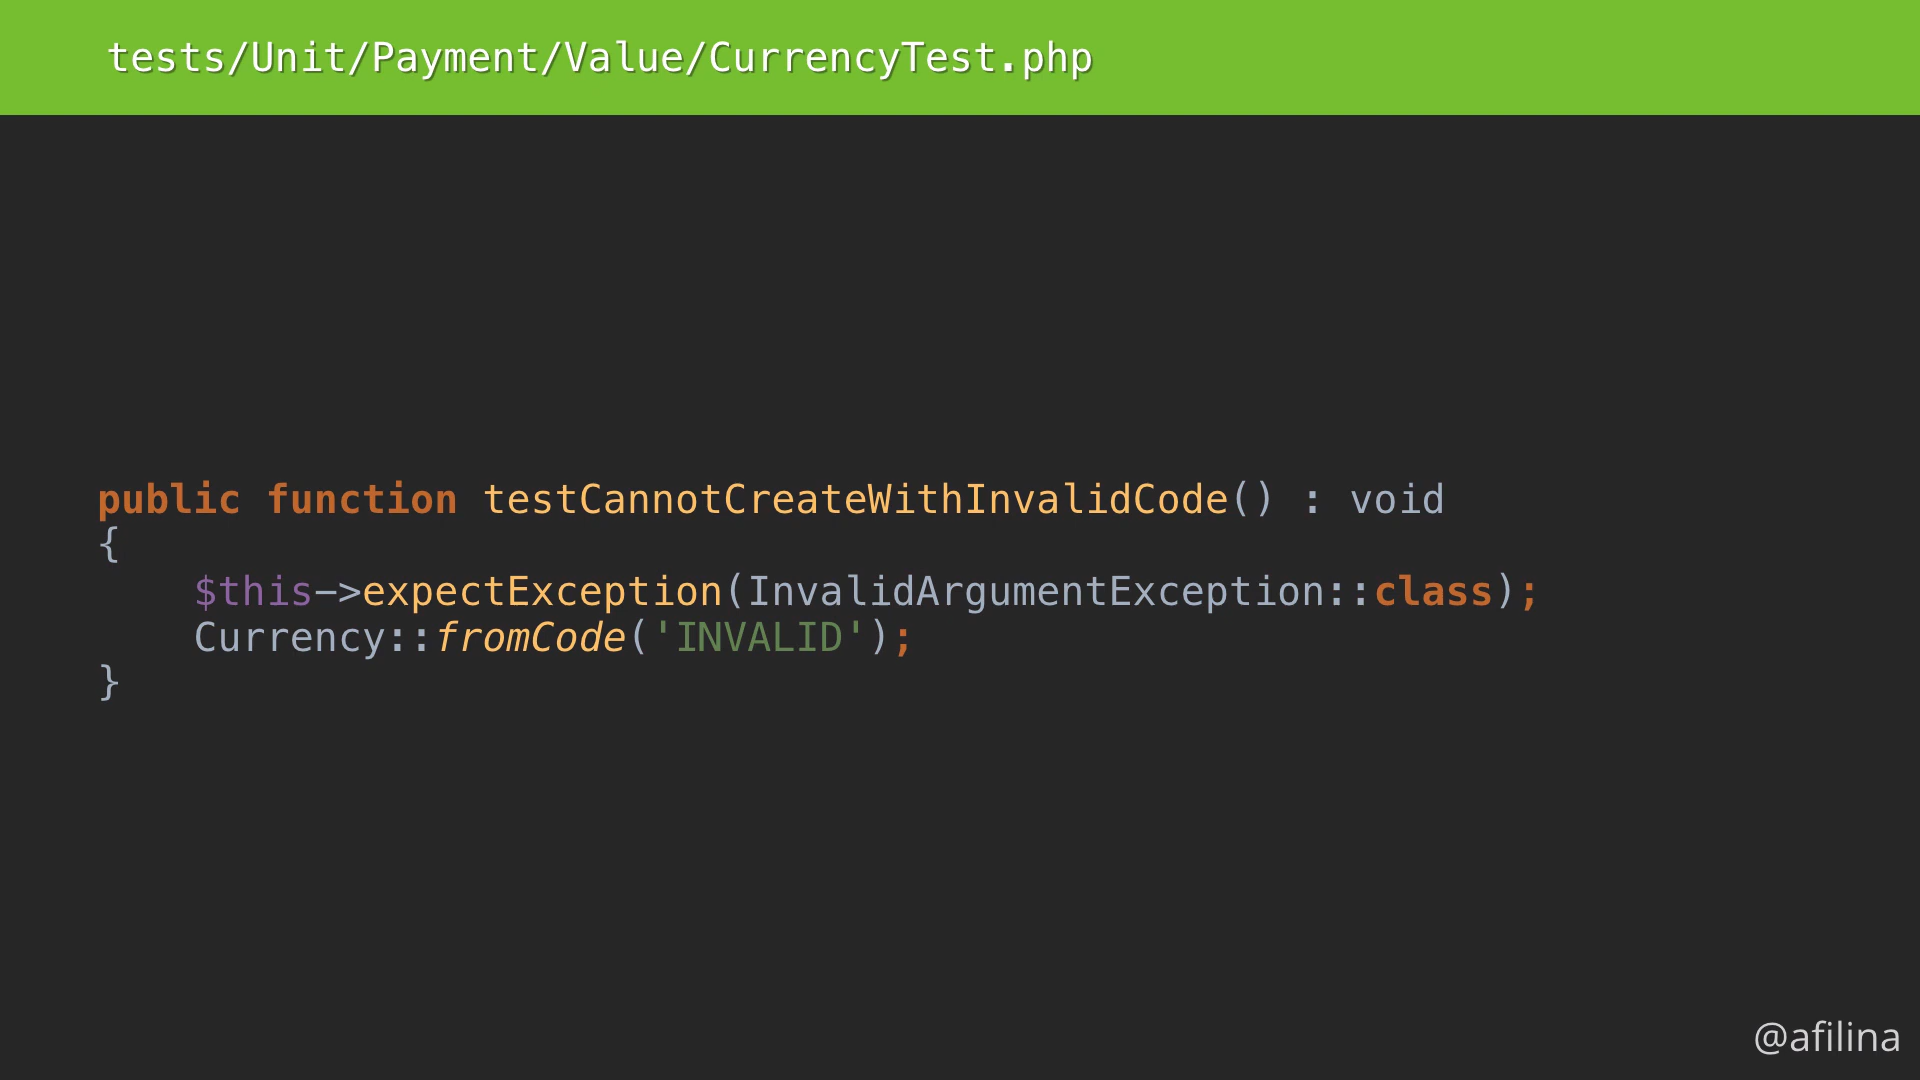 tests/Unit/Payment/Value/CurrencyTest.php
public function testCannotCreateWithInvalidCode() : void
{
    $this->expectException(InvalidArgumentException::class);
    Currency::fromCode('INVALID');
}
@afilina